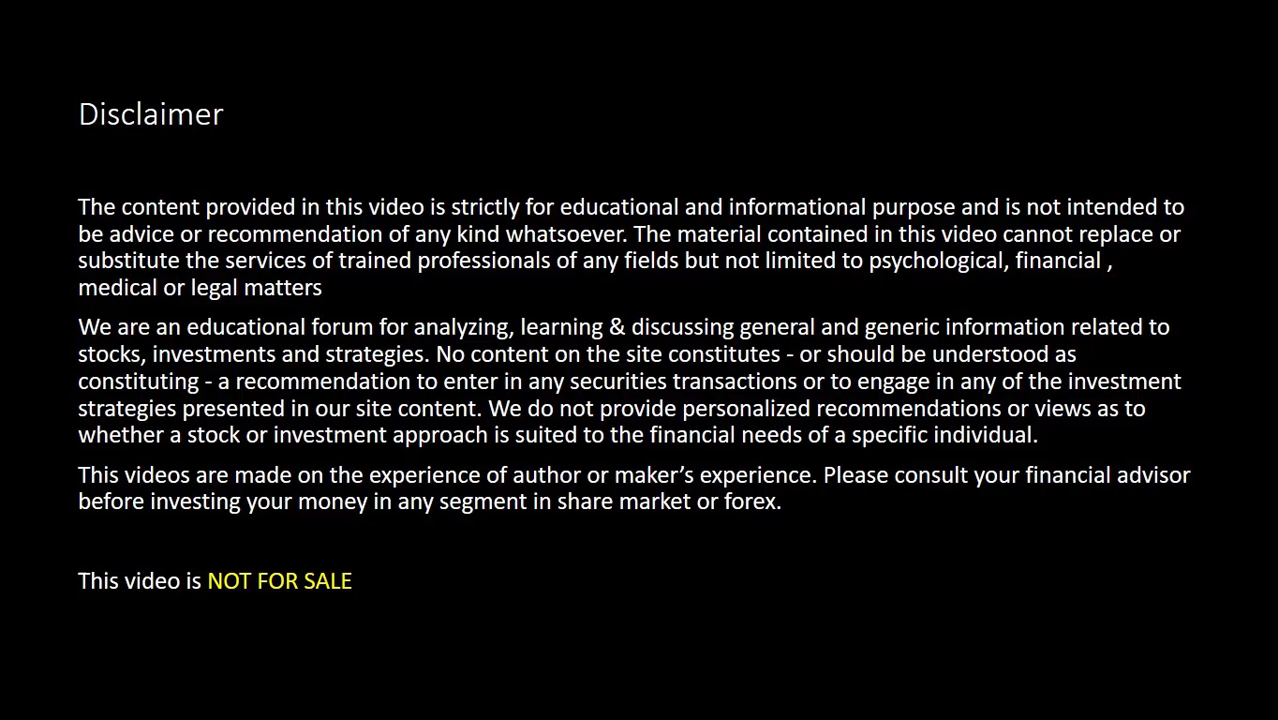 Disclaimer
The content provided in this video is strictly for educational and informational purpose and is not intended to
be advice or recommendation of any kind whatsoever. The material contained in this video cannot replace or
substitute the services of trained professionals of any fields but not limited to psychological, financial ,
medical or legal matters
We are an educational forum for analyzing, learning & discussing general and generic information related to
stocks, investments and strategies. No content on the site constitutes - or should be understood as
constituting - a recommendation to enter in any securities transactions or to engage in any of the investment
strategies presented in our site content. We do not provide personalized recommendations or views as to
whether a stock or investment approach is suited to the financial needs of a specific individual.
This videos are made on the experience of author or maker’s experience. Please consult your financial advisor
before investing your money in any segment in share market or forex.
This video is NOT FOR SALE